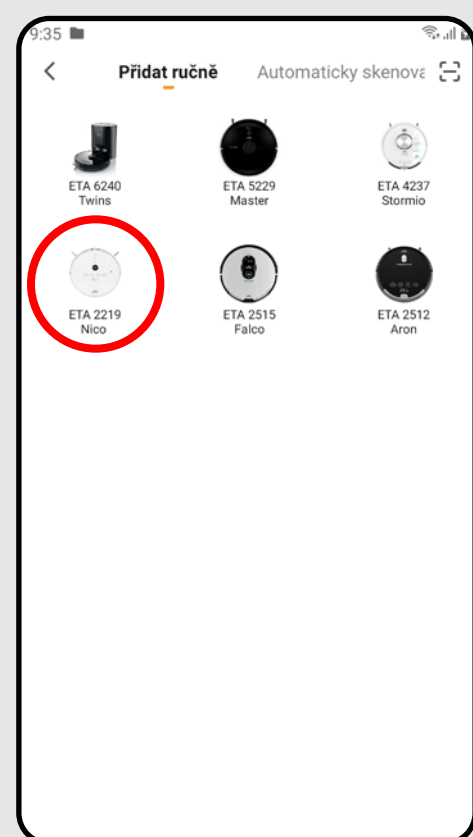 9:35
Přidat ručně Automaticky skenova
ETA 6240
Twins
ETA 5229
Master
ETA 4237
Stormio
ETA 2219
Nico
ETA 2515
Falco
ETA 2512
Aron